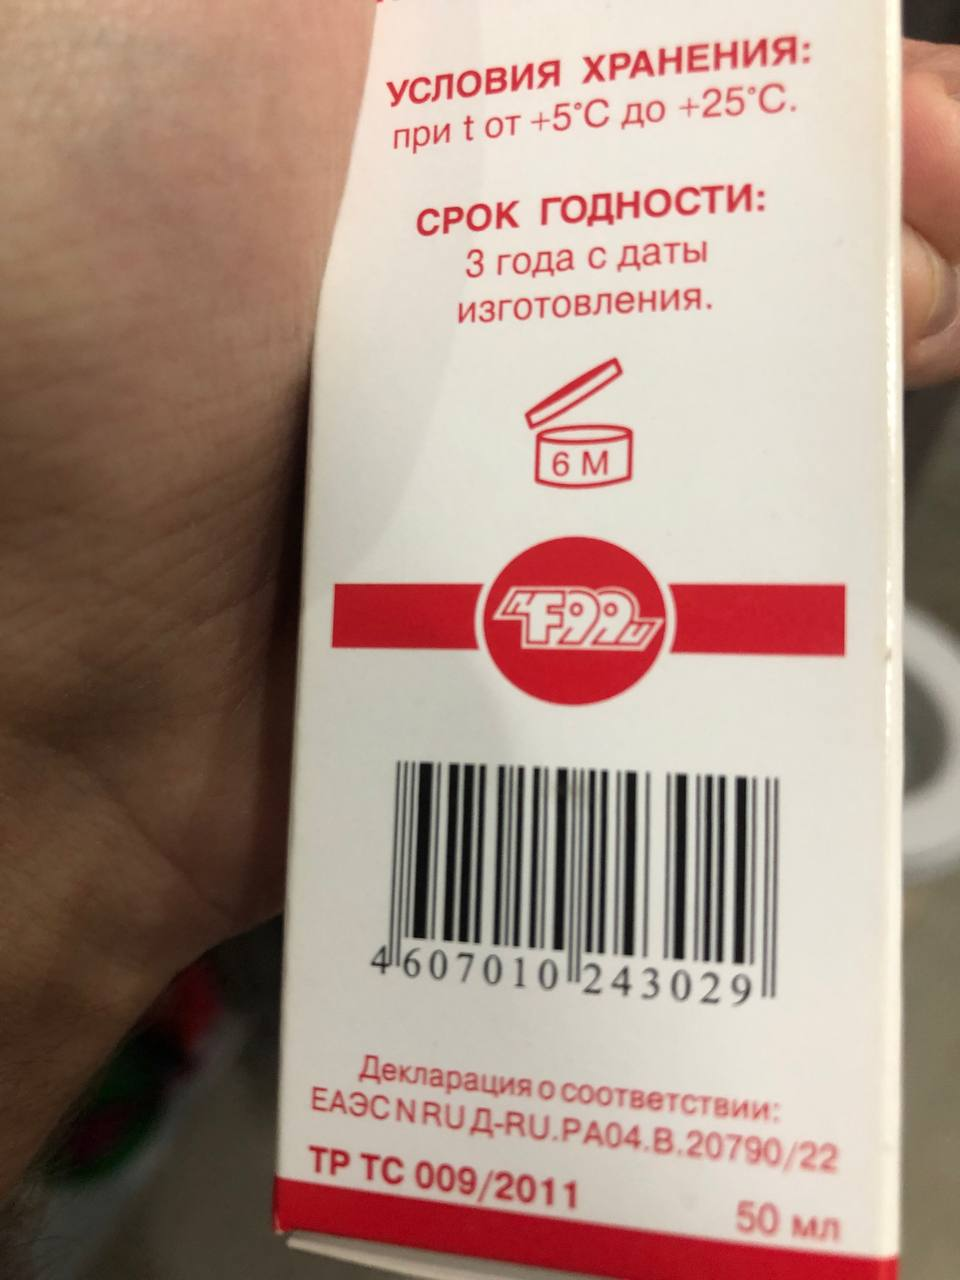 УСЛОВИЯ ХРАНЕНИЯ:
при t от +5°C до +25°C.
СРОК ГОДНОСТИ:
3 года с даты
изготовления.
6 M
F99
4 607010 243029
Декларация о соответствии:
ЕАЭС N RU Д-RU.РА04.В.20790/22
ТР ТС 009/2011
50 мл